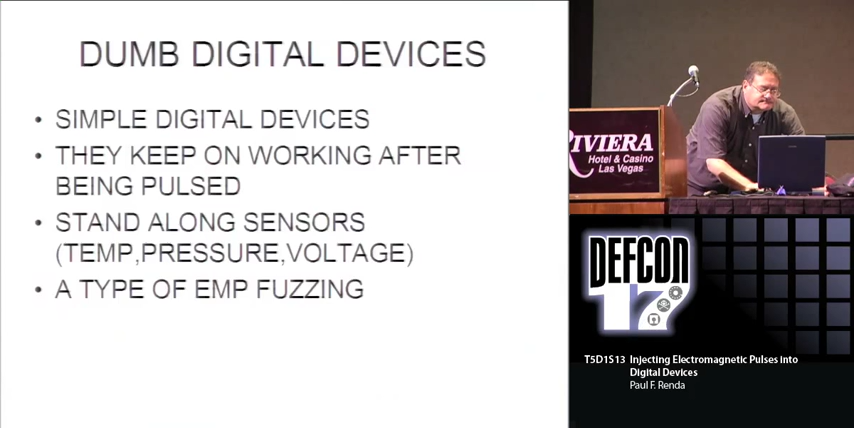 DUMB DIGITAL DEVICES
• SIMPLE DIGITAL DEVICES
• THEY KEEP ON WORKING AFTER
BEING PULSED
• STAND ALONG SENSORS
(TEMP,PRESSURE,VOLTAGE)
• A TYPE OF EMP FUZZING
RIVIERA
Hotel & Casino
Las Vegas
DEFCON
17
T5D1S13 Injecting Electromagnetic Pulses into
Digital Devices
Paul F. Renda